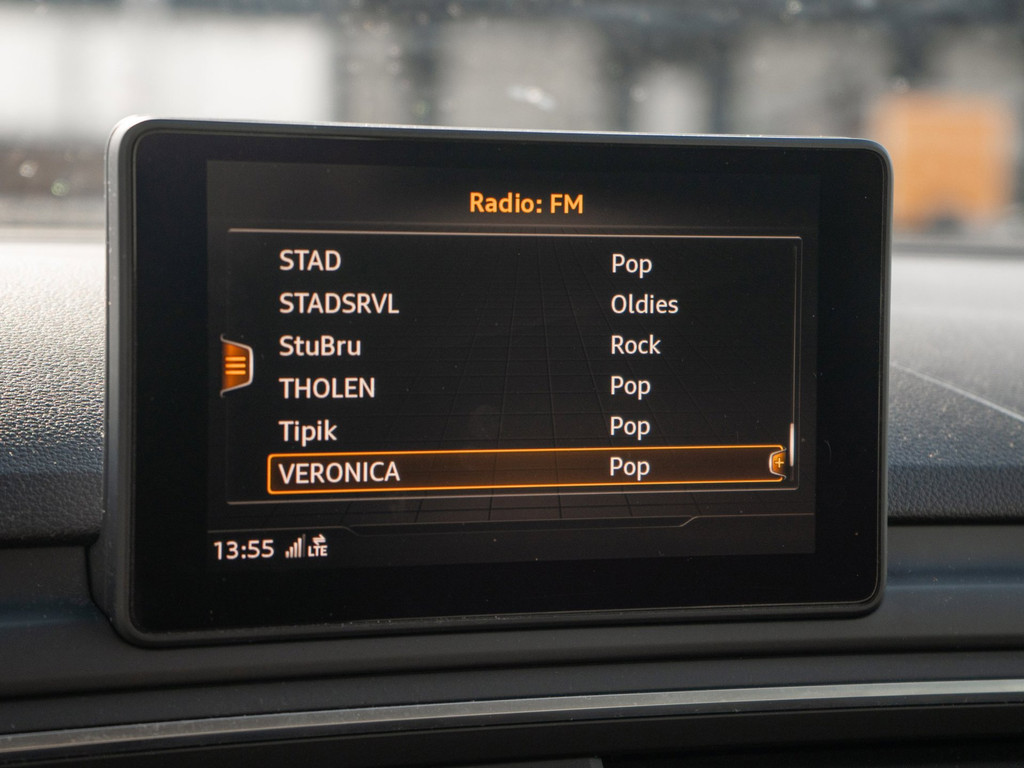 Radio: FM
STAD Pop
STADSRVL Oldies
StuBru Rock
THOLEN Pop
Tipik Pop
VERONICA Pop
13:55 LTE